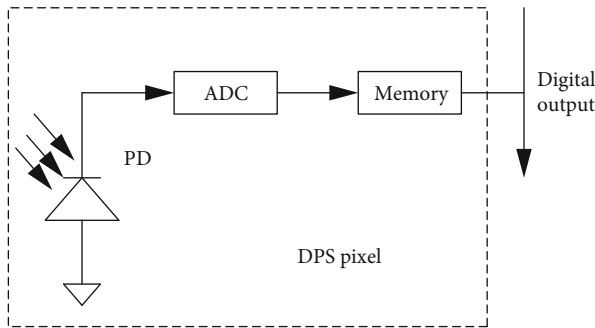 ADC
Memory
Digital
output
PD
DPS pixel